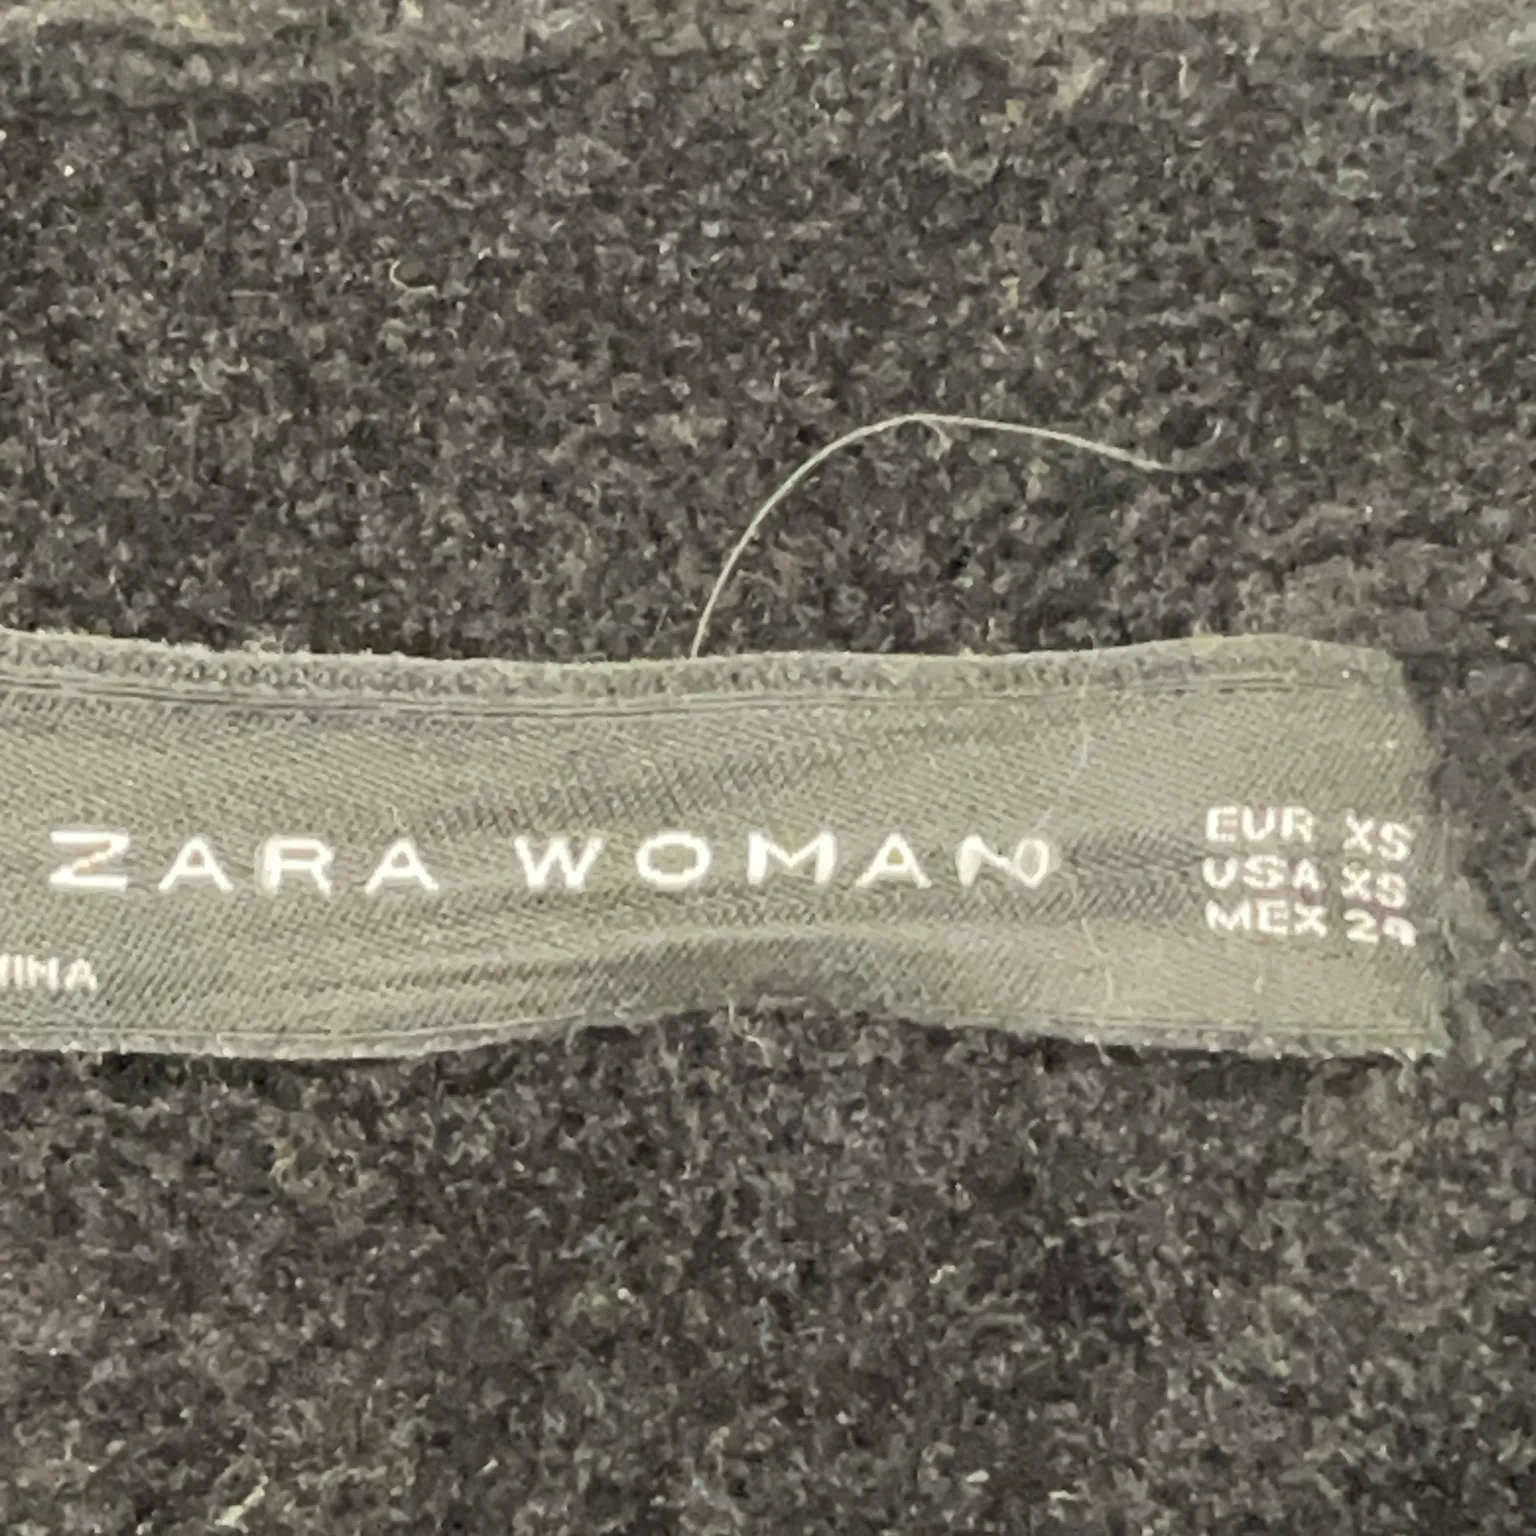 ZARA WOMAN
EUR XS
USA XS
MEX 24